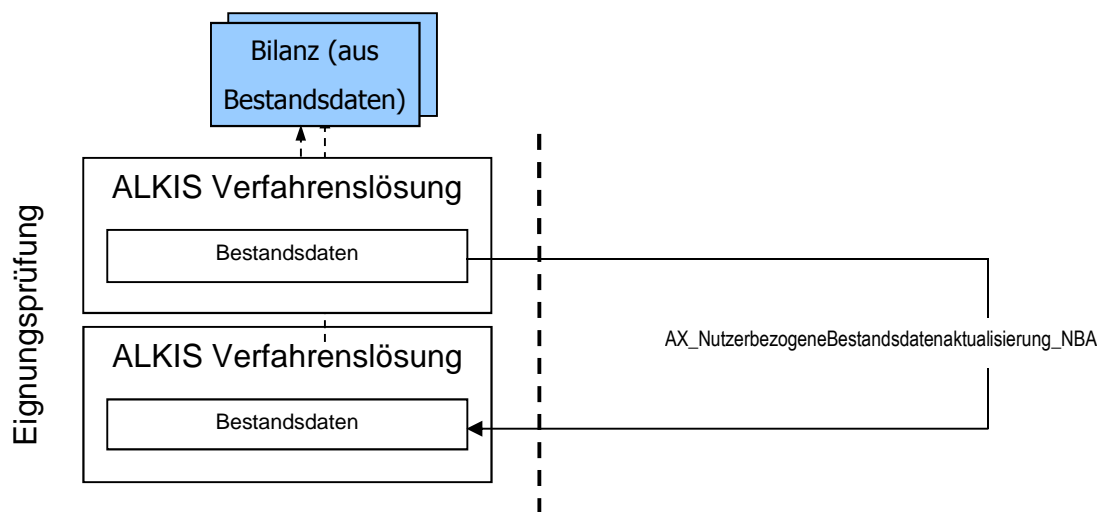 Bilanz (aus
Bestandsdaten)
Eignungsprüfung
ALKIS Verfahrenslösung
Bestandsdaten
AX_NutzerbezogeneBestandsdatenaktualisierung_NBA
ALKIS Verfahrenslösung
Bestandsdaten